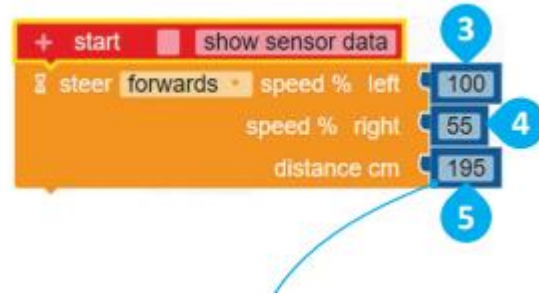 3
+ start show sensor data
steer forwards speed % left 100
speed % right 55 4
distance cm 195
5